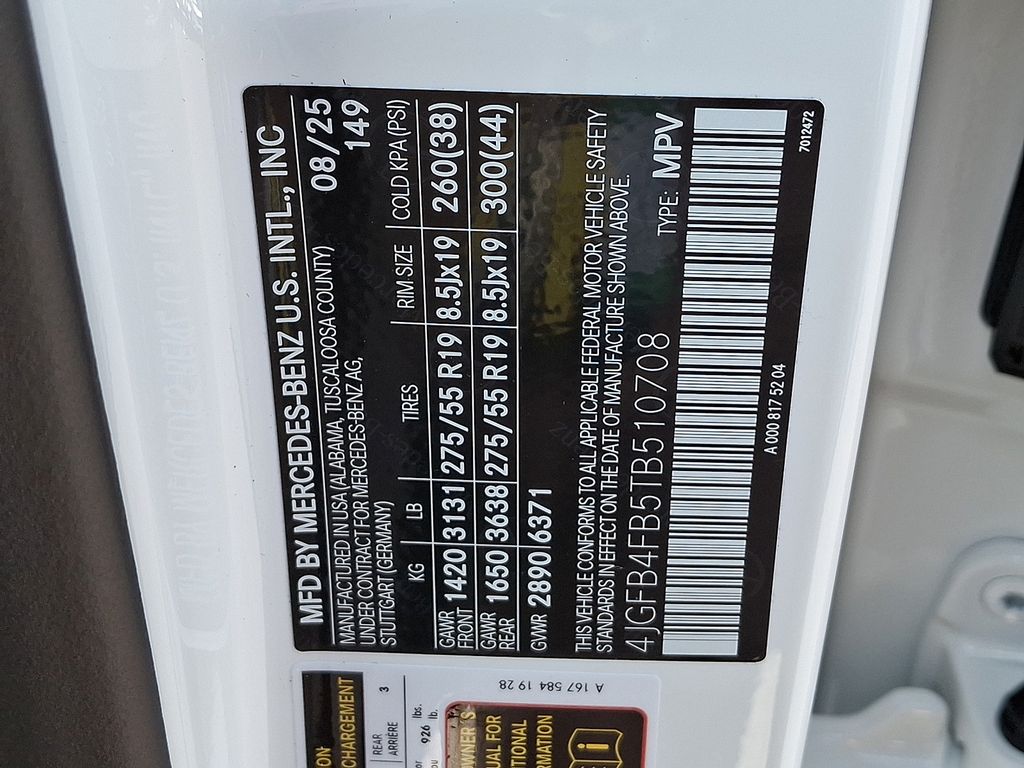 MFD BY MERCEDES-BENZ U.S. INTL., INC
MANUFACTURED IN USA (ALABAMA, TUSCALOOSA COUNTY) 08/25
UNDER CONTRACT FOR MERCEDES-BENZ AG, 149
STUTTGART (GERMANY)
KG LB TIRES RIM SIZE COLD KPA (PSI)
GAWR FRONT 1420 3131 275/55 R19 8.5Jx19 260(38)
GAWR REAR 1650 3638 275/55 R19 8.5Jx19 300(44)
GVWR 2890 6371
THIS VEHICLE CONFORMS TO ALL APPLICABLE FEDERAL MOTOR VEHICLE SAFETY
STANDARDS IN EFFECT ON THE DATE OF MANUFACTURE SHOWN ABOVE.
4JGFB4FB5TB510708 TYPE: MPV
A 000 817 52 04
7012472
CHARGEMENT
REAR
ARRIÈRE
3
926 lbs.
lb.
A 167 584 19 28